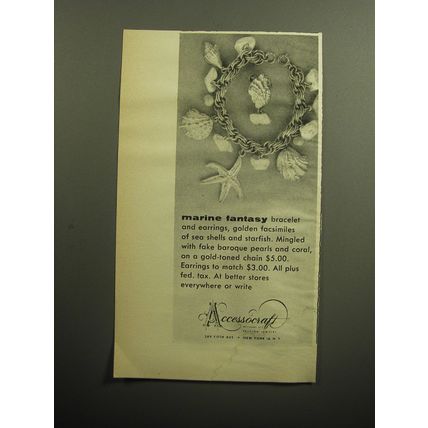 marine fantasy bracelet
and earrings, golden facsimiles
of sea shells and starfish. Mingled
with fake baroque pearls and coral,
on a gold-toned chain $5.00.
Earrings to match $3.00. All plus
fed. tax. At better stores
everywhere or write
Accessocraft
FASHION JEWELRY
NEW YORK 16 N Y